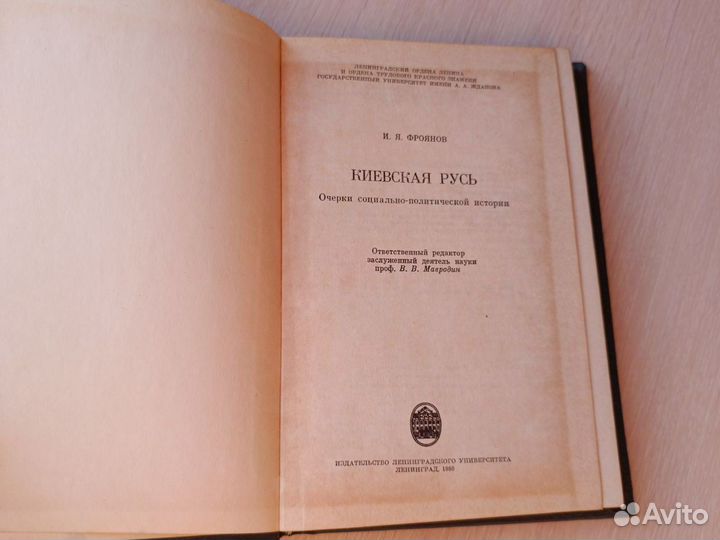 ЛЕНИНГРАДСКИЙ ОРДЕНА ЛЕНИНА
И ОРДЕНА ТРУДОВОГО КРАСНОГО ЗНАМЕНИ
ГОСУДАРСТВЕННЫЙ УНИВЕРСИТЕТ ИМЕНИ А. А. ЖДАНОВА
И. Я. ФРОЯНОВ
КИЕВСКАЯ РУСЬ
Очерки социально-политической истории
Ответственный редактор
заслуженный деятель науки
проф. В. В. Мавродин
ИЗДАТЕЛЬСТВО ЛЕНИНГРАДСКОГО УНИВЕРСИТЕТА
ЛЕНИНГРАД, 1980
Avito